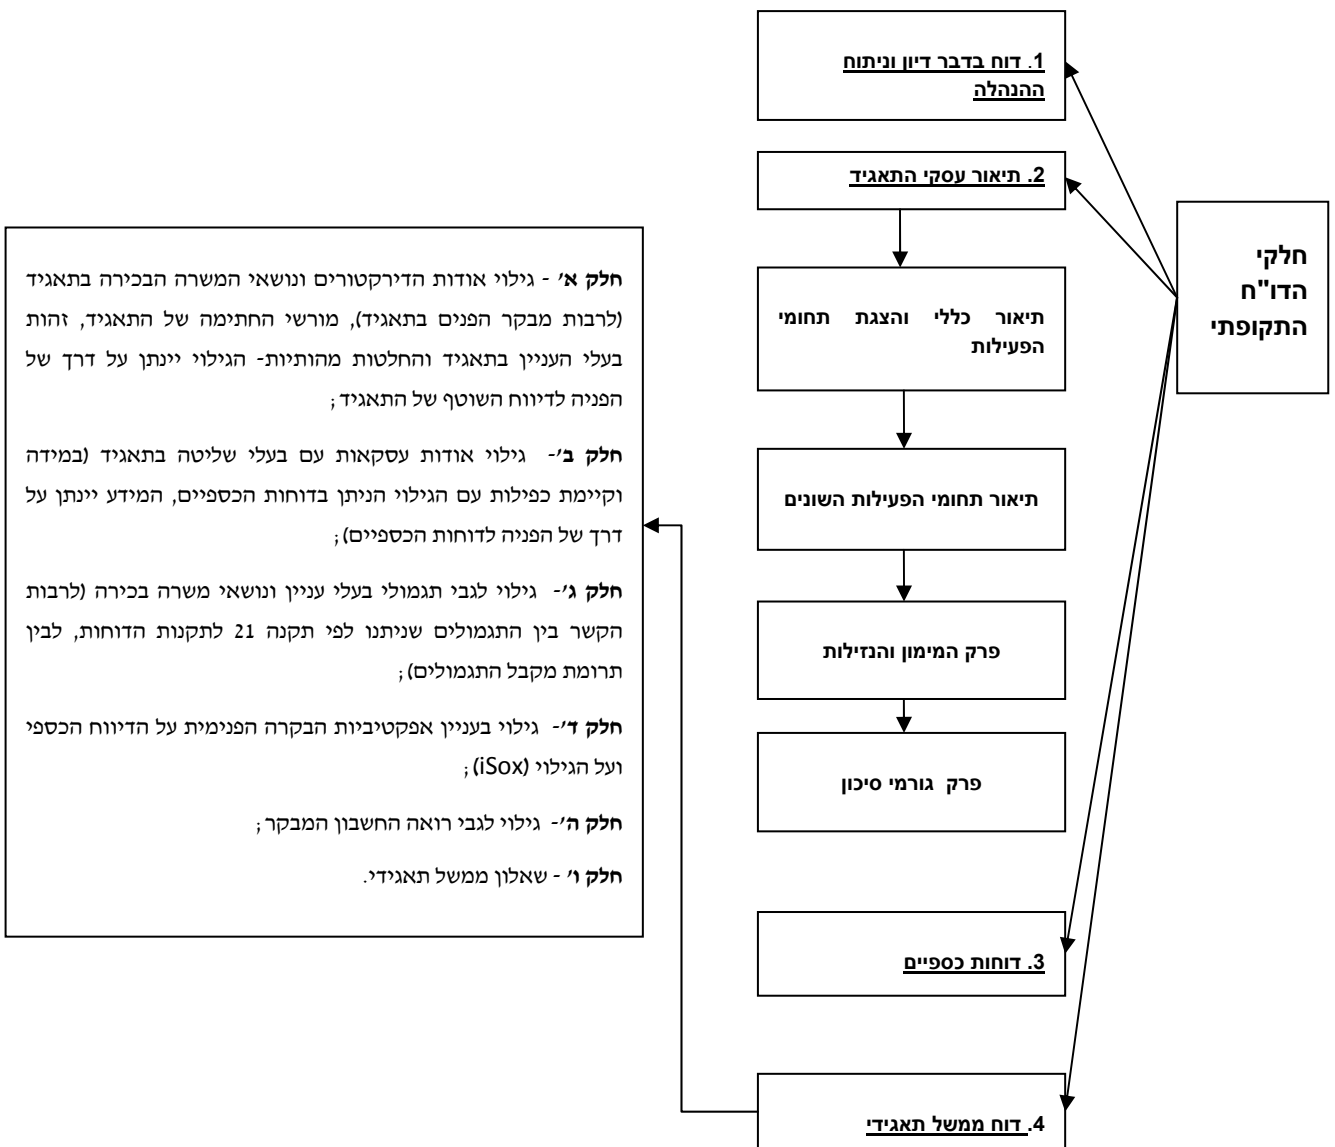 חלקי
הדו"ח
התקופתי
1. דוח בדבר דיון וניתוח
ההנהלה
2. תיאור עסקי התאגיד
תיאור כללי והצגת תחומי
הפעילות
תיאור תחומי הפעילות השונים
פרק המימון והנזילות
פרק גורמי סיכון
3. דוחות כספיים
4. דוח ממשל תאגידי
חלק א' - גילוי אודות הדירקטורים ונושאי המשרה הבכירה בתאגיד
(לרבות מבקר הפנים בתאגיד), מורשי החתימה של התאגיד, זהות
בעלי העניין בתאגיד והחלטות מהותיות- הגילוי יינתן על דרך של
הפניה לדיווח השוטף של התאגיד;
חלק ב'- גילוי אודות עסקאות עם בעלי שליטה בתאגיד (במידה
וקיימת כפילות עם הגילוי הניתן בדוחות הכספיים, המידע יינתן על
דרך של הפניה לדוחות הכספיים);
חלק ג'- גילוי לגבי תגמולי בעלי עניין ונושאי משרה בכירה (לרבות
הקשר בין התגמולים שניתנו לפי תקנה 21 לתקנות הדוחות, לבין
תרומת מקבל התגמולים);
חלק ד'- גילוי בעניין אפקטיביות הבקרה הפנימית על הדיווח הכספי
ועל הגילוי (iSox);
חלק ה'- גילוי לגבי רואה החשבון המבקר;
חלק ו' - שאלון ממשל תאגידי.